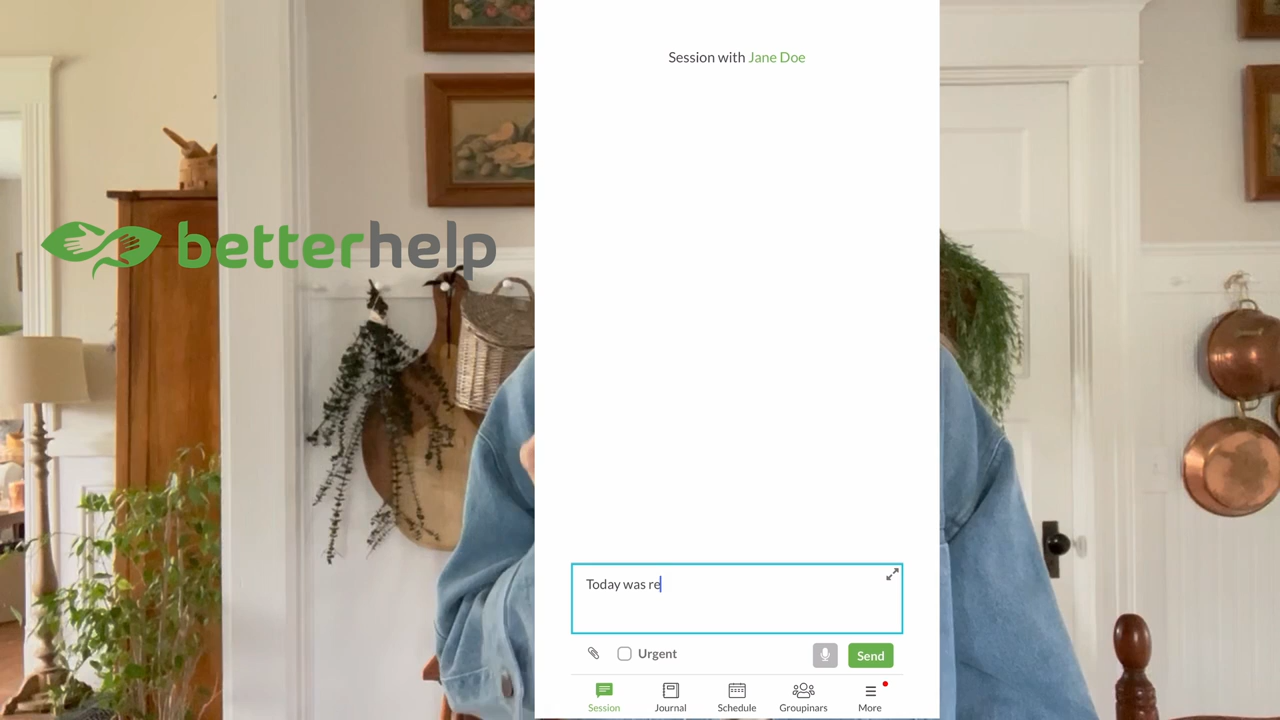 betterhelp
Session with Jane Doe
Today was re
Urgent
Send
Session
Journal
Schedule
Groupinars
More